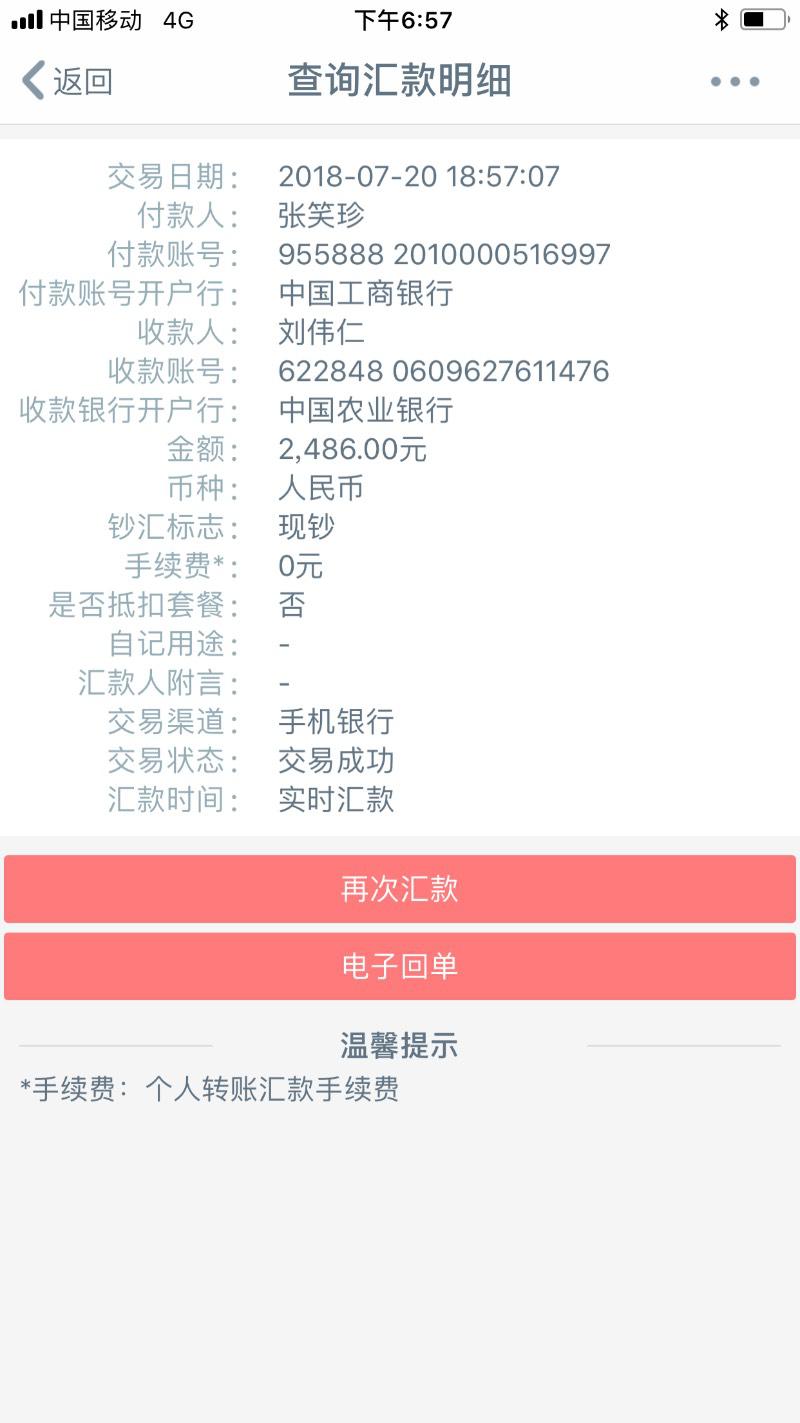 中国移动 4G 下午6:57
返回 查询汇款明细
交易日期： 2018-07-20 18:57:07
付款人： 张笑珍
付款账号： 955888 2010000516997
付款账号开户行： 中国工商银行
收款人： 刘伟仁
收款账号： 622848 0609627611476
收款银行开户行： 中国农业银行
金额： 2,486.00元
币种： 人民币
钞汇标志： 现钞
手续费*： 0元
是否抵扣套餐： 否
自记用途： -
汇款人附言： -
交易渠道： 手机银行
交易状态： 交易成功
汇款时间： 实时汇款
再次汇款
电子回单
温馨提示
*手续费：个人转账汇款手续费